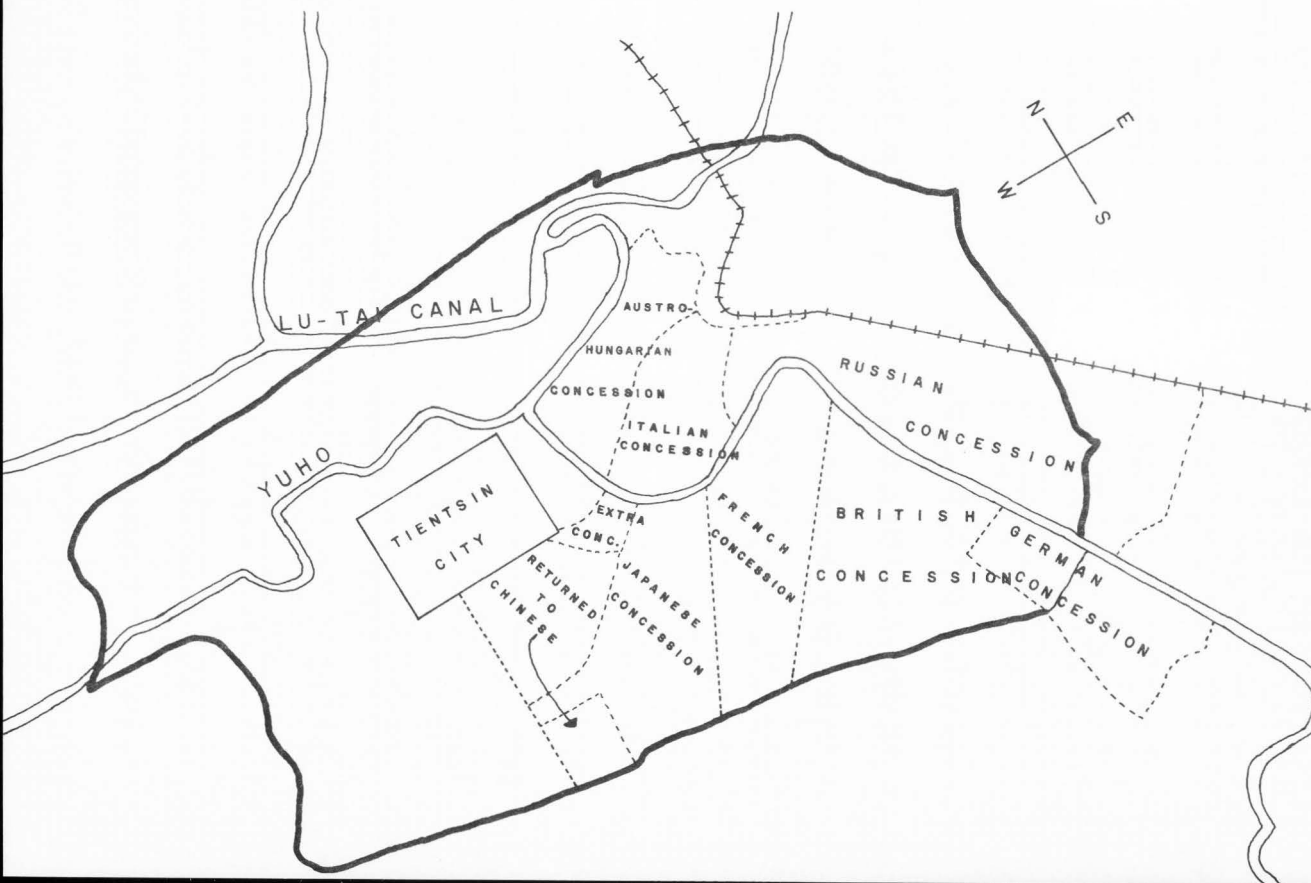 N
E
W
S
LU-TAI CANAL
YUHO
TIENTSIN
CITY
AUSTRO-
HUNGARIAN
CONCESSION
ITALIAN
CONCESSION
RUSSIAN
CONCESSION
EXTRA
CONC.
RETURNED
TO
CHINESE
JAPANESE
CONCESSION
FRENCH
CONCESSION
BRITISH
CONCESSION
GERMAN
CONCESSION